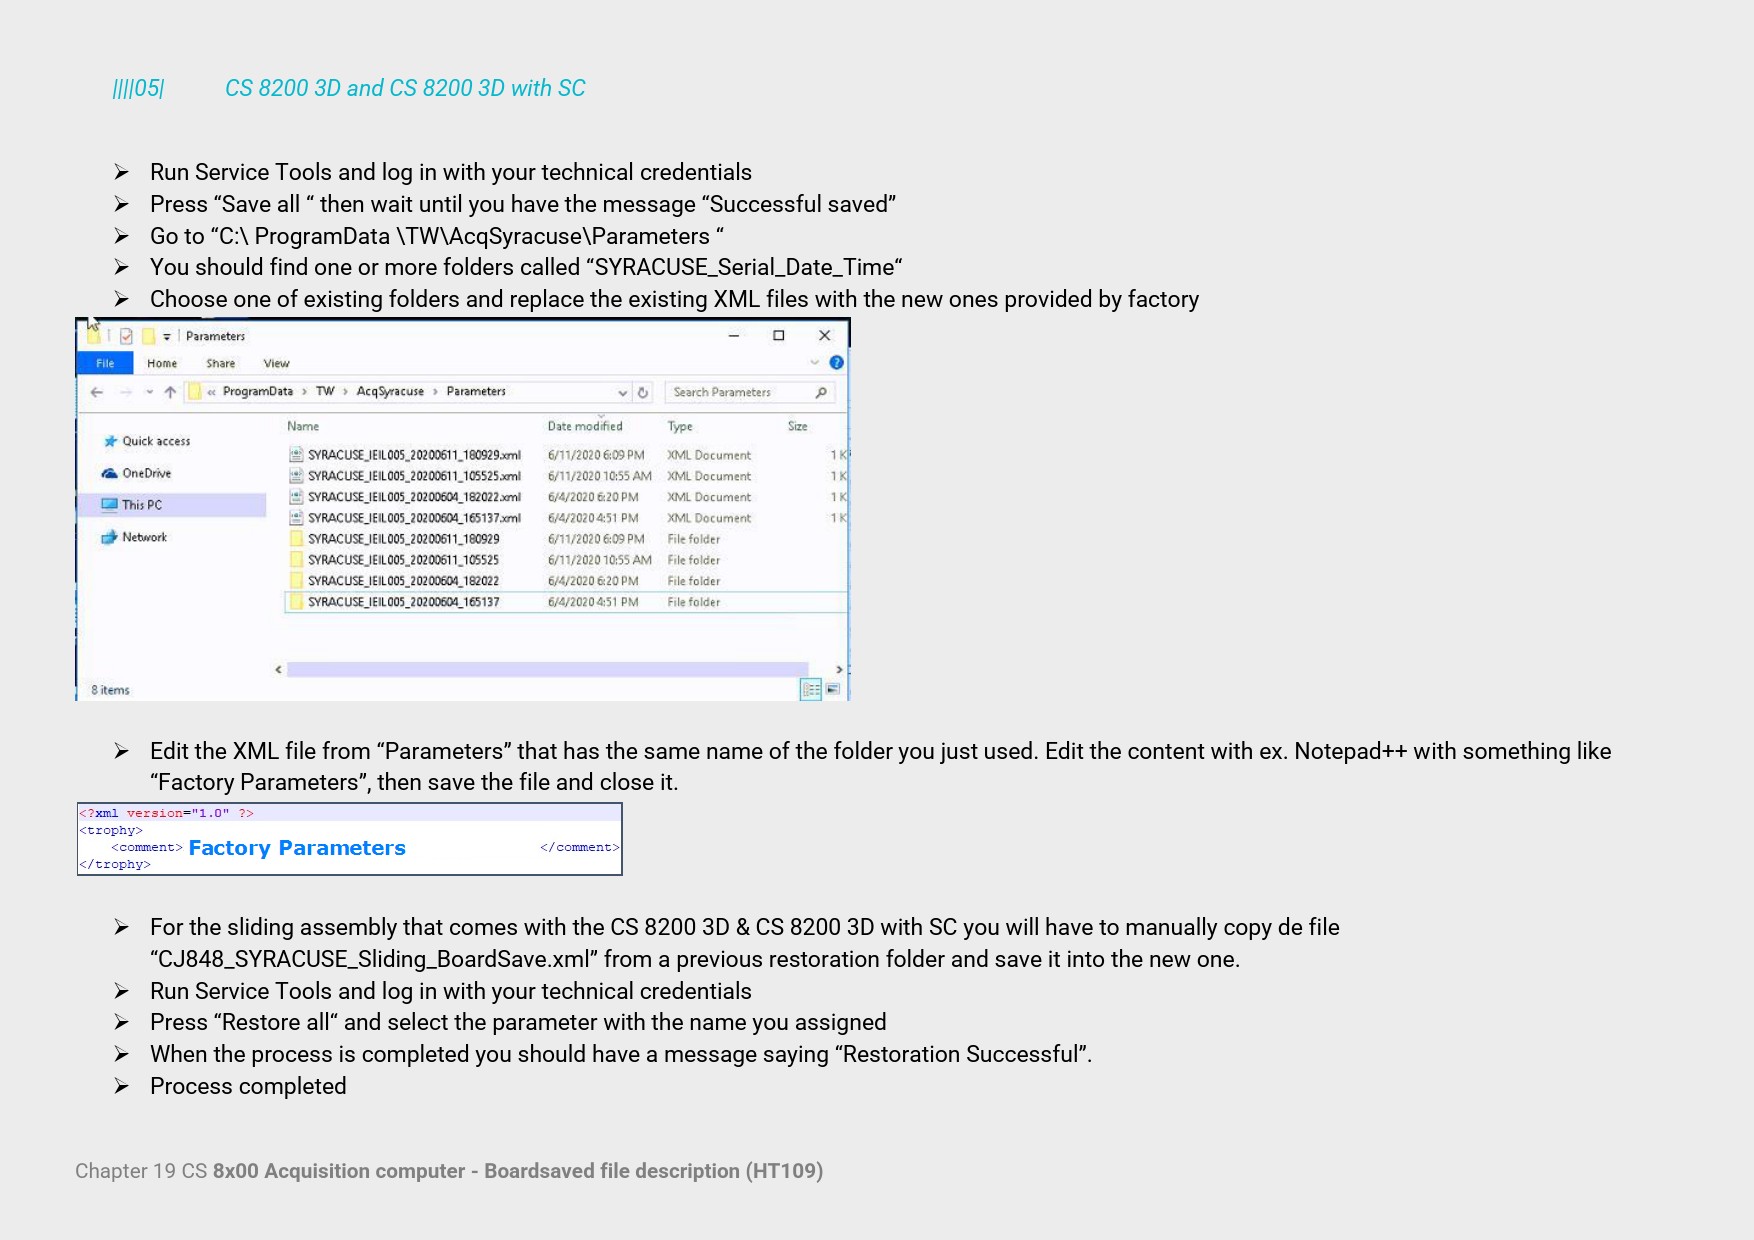 ||||05| CS 8200 3D and CS 8200 3D with SC
➢ Run Service Tools and log in with your technical credentials
➢ Press “Save all “ then wait until you have the message “Successful saved”
➢ Go to “C:\ ProgramData \TW\AcqSyracuse\Parameters “
➢ You should find one or more folders called “SYRACUSE_Serial_Date_Time“
➢ Choose one of existing folders and replace the existing XML files with the new ones provided by factory
Parameters
File Home Share View
« ProgramData › TW › AcqSyracuse › Parameters Search Parameters
Name Date modified Type Size
Quick access
OneDrive
This PC
Network
SYRACUSE_IEIL005_20200611_180929.xml 6/11/2020 6:09 PM XML Document 1 K
SYRACUSE_IEIL005_20200611_105525.xml 6/11/2020 10:55 AM XML Document 1 K
SYRACUSE_IEIL005_20200604_182022.xml 6/4/2020 6:20 PM XML Document 1 K
SYRACUSE_IEIL005_20200604_165137.xml 6/4/2020 4:51 PM XML Document 1 K
SYRACUSE_IEIL005_20200611_180929 6/11/2020 6:09 PM File folder
SYRACUSE_IEIL005_20200611_105525 6/11/2020 10:55 AM File folder
SYRACUSE_IEIL005_20200604_182022 6/4/2020 6:20 PM File folder
SYRACUSE_IEIL005_20200604_165137 6/4/2020 4:51 PM File folder
8 items
➢ Edit the XML file from “Parameters” that has the same name of the folder you just used. Edit the content with ex. Notepad++ with something like
“Factory Parameters”, then save the file and close it.
<?xml version="1.0" ?>
<trophy>
<comment> Factory Parameters </comment>
</trophy>
➢ For the sliding assembly that comes with the CS 8200 3D & CS 8200 3D with SC you will have to manually copy de file
“CJ848_SYRACUSE_Sliding_BoardSave.xml” from a previous restoration folder and save it into the new one.
➢ Run Service Tools and log in with your technical credentials
➢ Press “Restore all“ and select the parameter with the name you assigned
➢ When the process is completed you should have a message saying “Restoration Successful”.
➢ Process completed
Chapter 19 CS 8x00 Acquisition computer - Boardsaved file description (HT109)